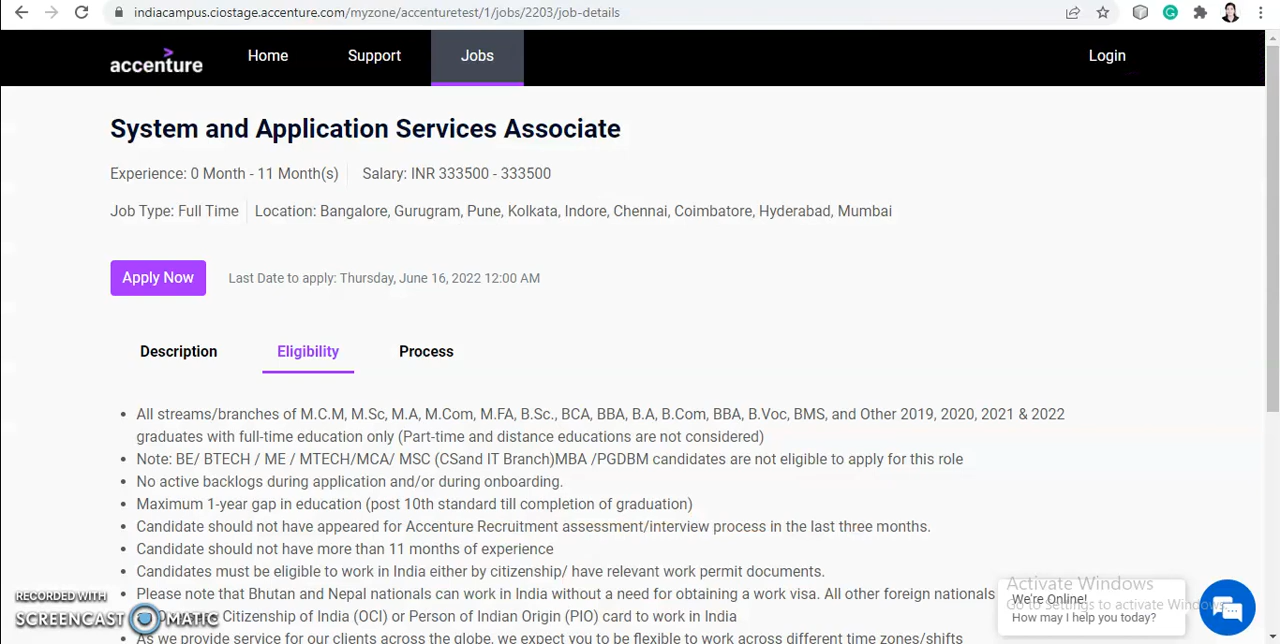 indiacampus.ciostage.accenture.com/myzone/accenturetest/1/jobs/2203/job-details
accenture
Home
Support
Jobs
Login
System and Application Services Associate
Experience: 0 Month - 11 Month(s)
Salary: INR 333500 - 333500
Job Type: Full Time
Location: Bangalore, Gurugram, Pune, Kolkata, Indore, Chennai, Coimbatore, Hyderabad, Mumbai
Apply Now
Last Date to apply: Thursday, June 16, 2022 12:00 AM
Description
Eligibility
Process
All streams/branches of M.C.M, M.Sc, M.A, M.Com, M.FA, B.Sc., BCA, BBA, B.A, B.Com, BBA, B.Voc, BMS, and Other 2019, 2020, 2021 & 2022
graduates with full-time education only (Part-time and distance educations are not considered)
Note: BE/ BTECH / ME / MTECH/MCA/ MSC (CSand IT Branch)MBA /PGDBM candidates are not eligible to apply for this role
No active backlogs during application and/or during onboarding.
Maximum 1-year gap in education (post 10th standard till completion of graduation)
Candidate should not have appeared for Accenture Recruitment assessment/interview process in the last three months.
Candidate should not have more than 11 months of experience
Candidates must be eligible to work in India either by citizenship/ have relevant work permit documents.
Please note that Bhutan and Nepal nationals can work in India without a need for obtaining a work visa. All other foreign nationals
Citizenship of India (OCI) or Person of Indian Origin (PIO) card to work in India
As we provide service for our clients across the globe, we expect you to be flexible to work across different time zones/shifts
Activate Windows
Go to Settings to activate Windows.
We're Online!
How may I help you today?
RECORDED WITH
SCREENCAST MATIC